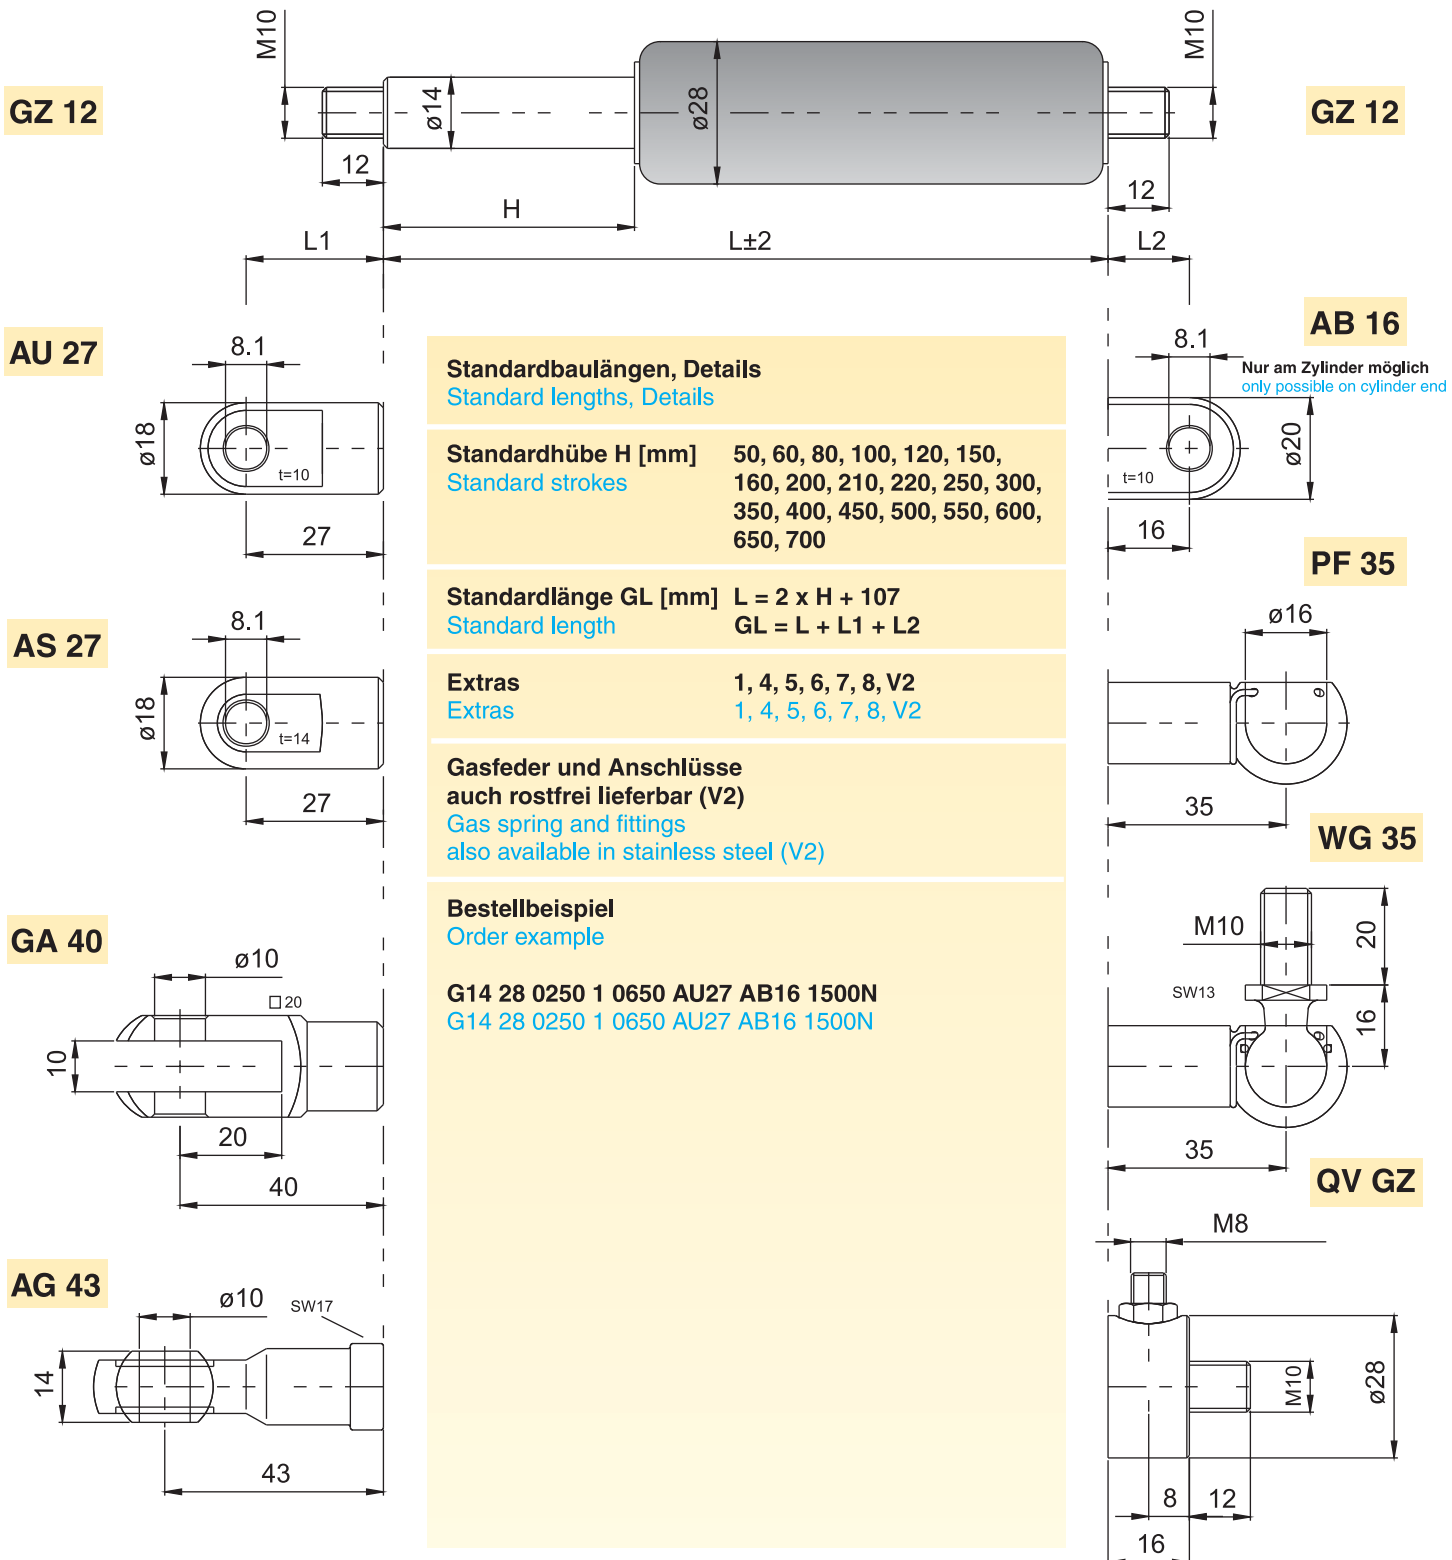 M10
M10
GZ 12
ø14
ø28
GZ 12
12
12
H
L1
L±2
L2
AU 27
8.1
ø18
t=10
27
AS 27
8.1
ø18
t=14
27
GA 40
ø10
□ 20
10
20
40
AG 43
ø10
SW17
14
43
Standardbaulängen, Details
Standard lengths, Details
Standardhübe H [mm] 50, 60, 80, 100, 120, 150,
Standard strokes 160, 200, 210, 220, 250, 300,
350, 400, 450, 500, 550, 600,
650, 700
Standardlänge GL [mm] L = 2 x H + 107
Standard length GL = L + L1 + L2
Extras 1, 4, 5, 6, 7, 8, V2
Extras 1, 4, 5, 6, 7, 8, V2
Gasfeder und Anschlüsse
auch rostfrei lieferbar (V2)
Gas spring and fittings
also available in stainless steel (V2)
Bestellbeispiel
Order example
G14 28 0250 1 0650 AU27 AB16 1500N
G14 28 0250 1 0650 AU27 AB16 1500N
AB 16
8.1
Nur am Zylinder möglich
only possible on cylinder end
ø20
t=10
16
PF 35
ø16
35
WG 35
M10
20
SW13
16
35
QV GZ
M8
M10
ø28
8
12
16